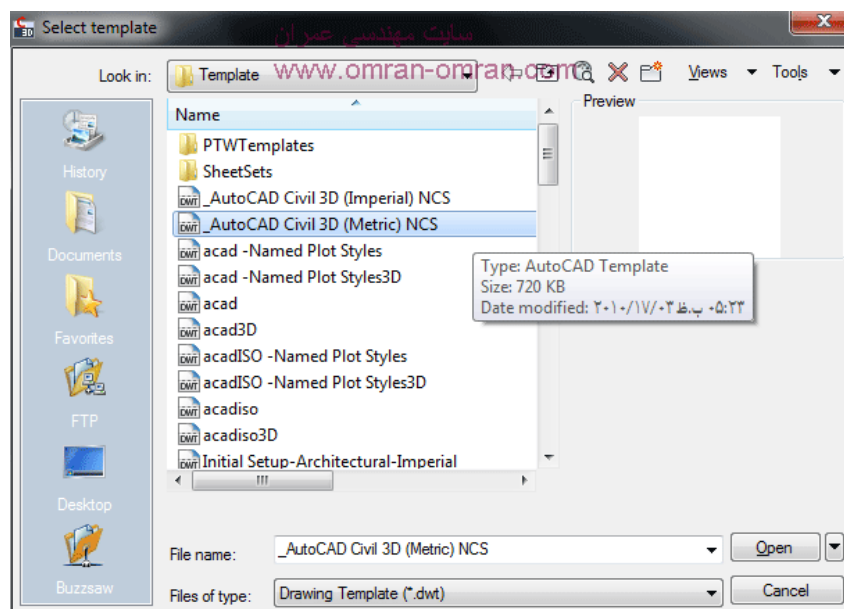 Select template
سایت مهندسی عمران
Look in:
Template
www.omran-omran.com
Views
Tools
Name
Preview
PTWTemplates
SheetSets
_AutoCAD Civil 3D (Imperial) NCS
_AutoCAD Civil 3D (Metric) NCS
acad -Named Plot Styles
acad -Named Plot Styles3D
acad
acad3D
acadISO -Named Plot Styles
acadISO -Named Plot Styles3D
acadiso
acadiso3D
Initial Setup-Architectural-Imperial
Type: AutoCAD Template
Size: 720 KB
Date modified: ۲۰۱۰/۱۷/۰۳ ب.ظ ۰۵:۲۳
History
Documents
Favorites
FTP
Desktop
Buzzsaw
File name:
_AutoCAD Civil 3D (Metric) NCS
Open
Files of type:
Drawing Template (*.dwt)
Cancel